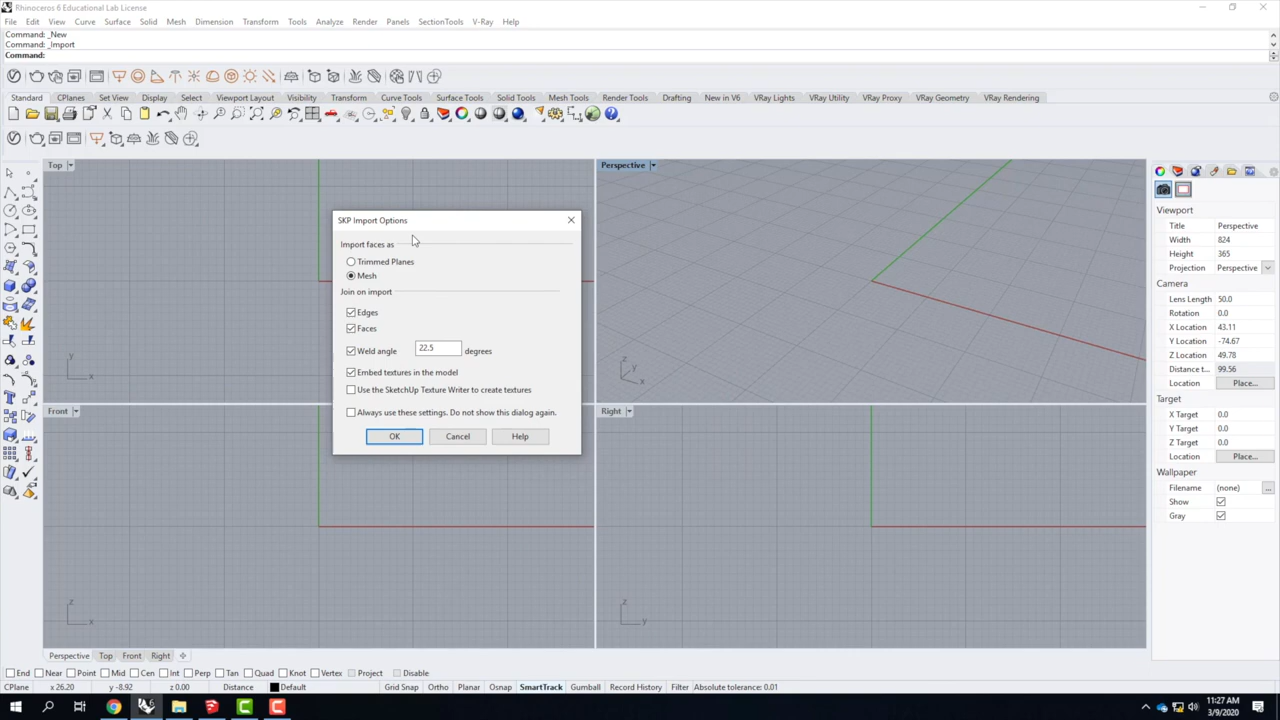 Rhinoceros 6 Educational Lab License
File Edit View Curve Surface Solid Mesh Dimension Transform Tools Analyze Render Panels SectionTools V-Ray Help
Command: _New
Command: _Import
Command:
Standard CPlanes Set View Display Select Viewport Layout Visibility Transform Curve Tools Surface Tools Solid Tools Mesh Tools Render Tools Drafting New in V6 VRay Lights VRay Utility VRay Proxy VRay Geometry VRay Rendering
Top
Perspective
SKP Import Options
Import faces as
Trimmed Planes
Mesh
Join on import
Edges
Faces
Weld angle 22.5 degrees
Embed textures in the model
Use the SketchUp Texture Writer to create textures
Always use these settings. Do not show this dialog again.
OK Cancel Help
y
x
z
y
x
Front
Right
z
x
z
y
Viewport
Title Perspective
Width 824
Height 365
Projection Perspective
Camera
Lens Length 50.0
Rotation 0.0
X Location 43.11
Y Location -74.67
Z Location 49.78
Distance t... 99.56
Location Place...
Target
X Target 0.0
Y Target 0.0
Z Target 0.0
Location Place...
Wallpaper
Filename (none) ...
Show
Gray
Perspective Top Front Right
End Near Point Mid Cen Int Perp Tan Quad Knot Vertex Project Disable
CPlane x 26.20 y -8.92 z 0.00 Distance Default Grid Snap Ortho Planar Osnap SmartTrack Gumball Record History Filter Absolute tolerance: 0.01
11:27 AM
3/9/2020